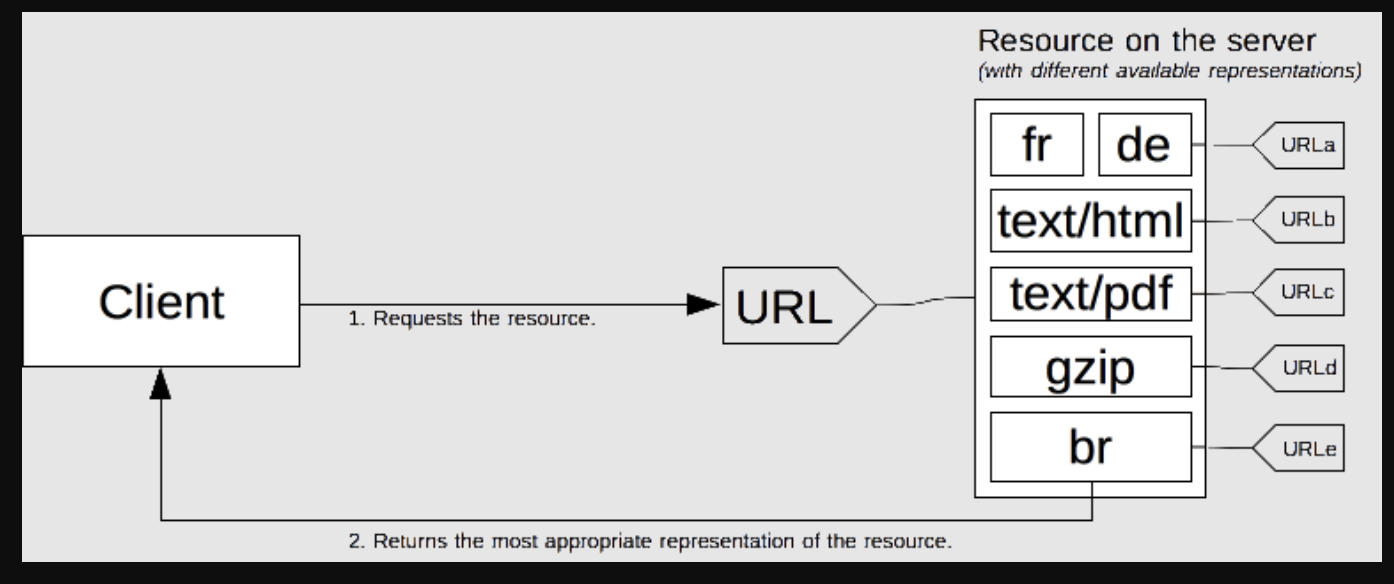 Resource on the server
(with different available representations)
fr
de
URLa
text/html
URLb
Client
URL
text/pdf
URLc
1. Requests the resource.
gzip
URLd
br
URLe
2. Returns the most appropriate representation of the resource.